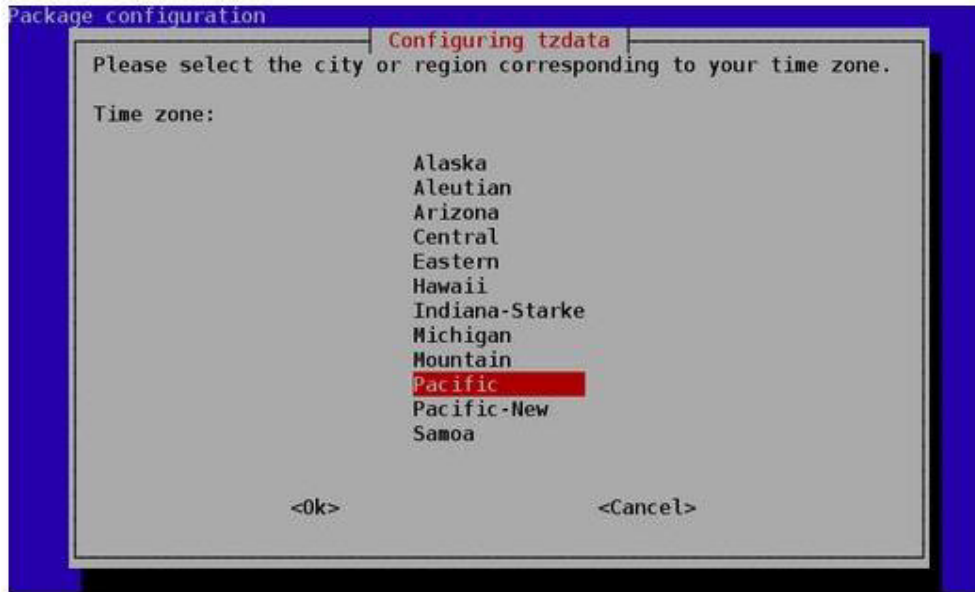 Package configuration
Configuring tzdata
Please select the city or region corresponding to your time zone.
Time zone:
Alaska
Aleutian
Arizona
Central
Eastern
Hawaii
Indiana-Starke
Michigan
Mountain
Pacific
Pacific-New
Samoa
<Ok> <Cancel>